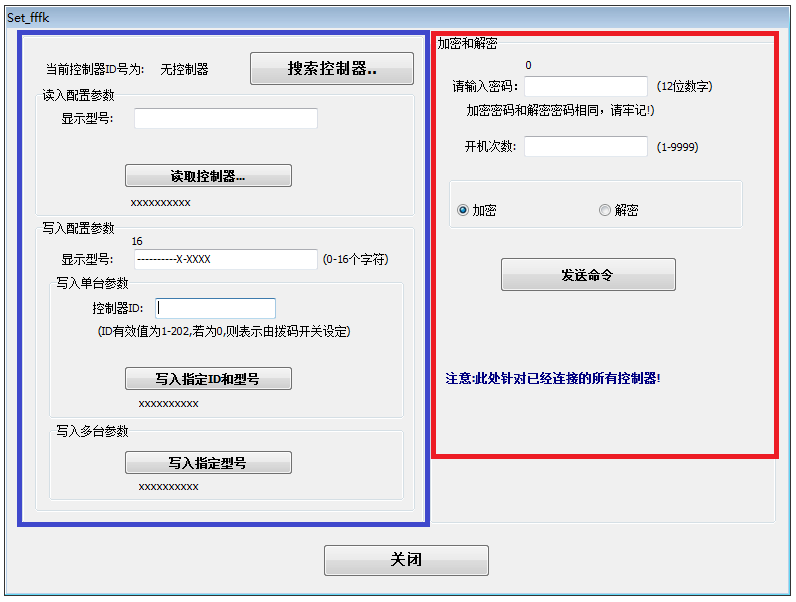 Set_fffk
当前控制器ID号为: 无控制器
搜索控制器..
读入配置参数
显示型号:
读取控制器...
xxxxxxxxxx
写入配置参数
16
显示型号: ----------X-XXXX (0-16个字符)
写入单台参数
控制器ID:
(ID有效值为1-202,若为0,则表示由拨码开关设定)
写入指定ID和型号
xxxxxxxxxx
写入多台参数
写入指定型号
xxxxxxxxxx
加密和解密
0
请输入密码: (12位数字)
加密密码和解密密码相同，请牢记!)
开机次数: (1-9999)
加密 解密
发送命令
注意:此处针对已经连接的所有控制器!
关闭